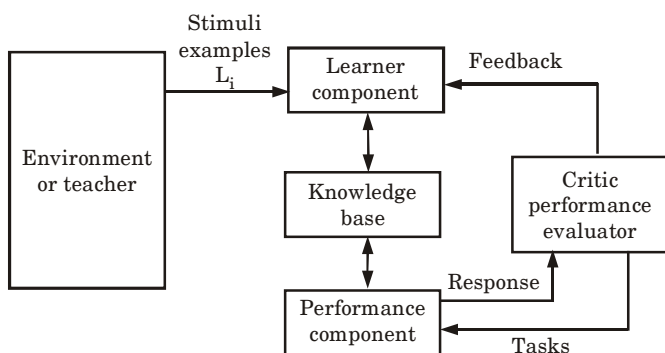 Stimuli
examples
L_i
Learner
component
Feedback
Environment
or teacher
Knowledge
base
Critic
performance
evaluator
Response
Performance
component
Tasks